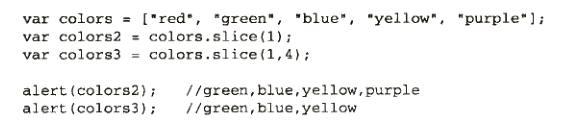 var colors = ["red", "green", "blue", "yellow", "purple"];
var colors2 = colors.slice(1);
var colors3 = colors.slice(1,4);
alert(colors2);   //green,blue,yellow,purple
alert(colors3);   //green,blue,yellow